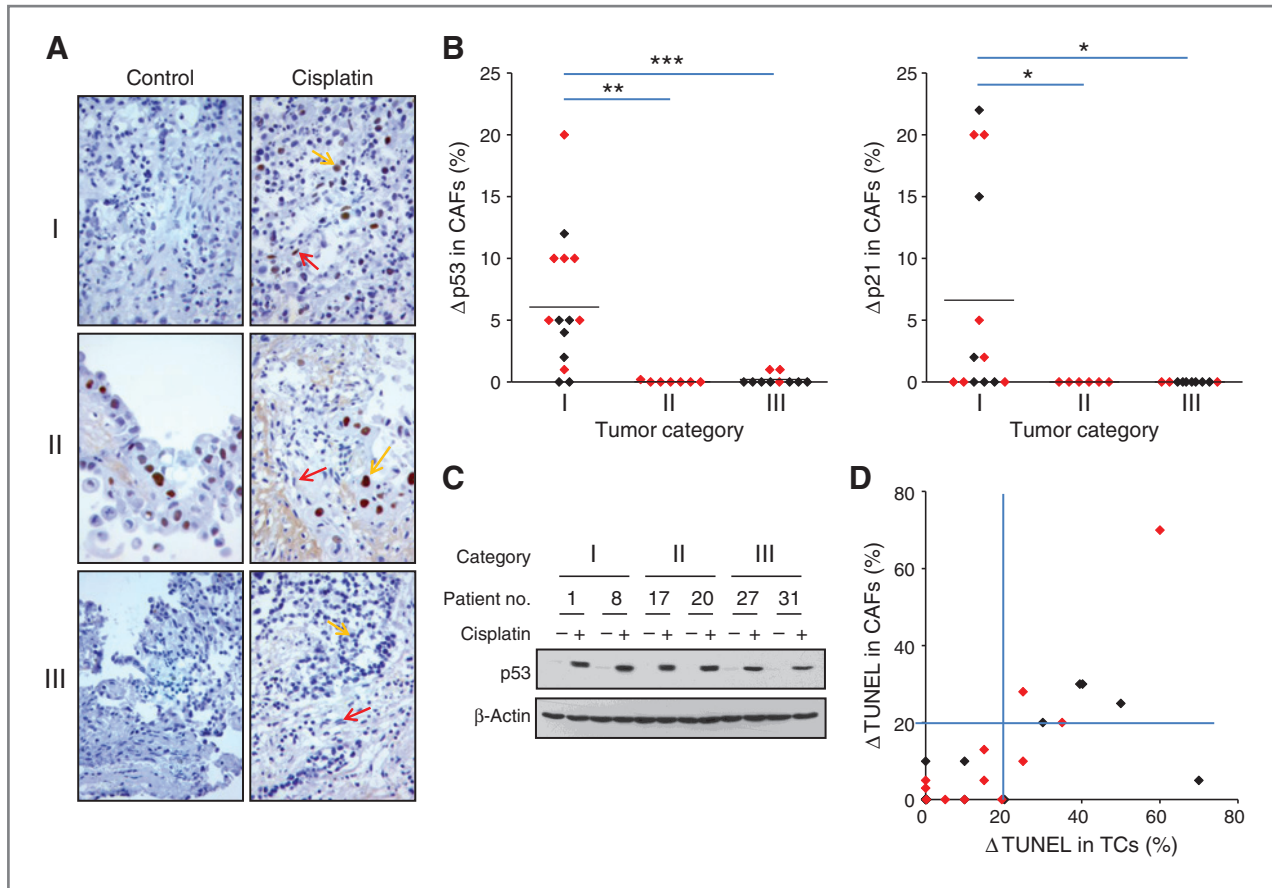 A
Control Cisplatin
I
II
III
B
***
**
25
20
15
10
5
0
Δp53 in CAFs (%)
I II III
Tumor category
*
*
25
20
15
10
5
0
Δp21 in CAFs (%)
I II III
Tumor category
C
Category I II III
Patient no. 1 8 17 20 27 31
Cisplatin − + − + − + − + − + − +
p53
β-Actin
D
80
60
40
20
0
ΔTUNEL in CAFs (%)
0 20 40 60 80
ΔTUNEL in TCs (%)